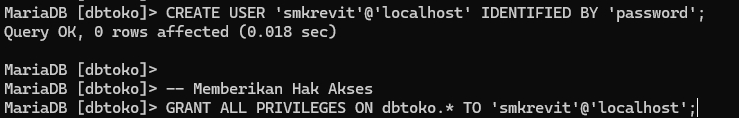 MariaDB [dbtoko]> CREATE USER 'smkrevit'@'localhost' IDENTIFIED BY 'password';
Query OK, 0 rows affected (0.018 sec)
MariaDB [dbtoko]>
MariaDB [dbtoko]> -- Memberikan Hak Akses
MariaDB [dbtoko]> GRANT ALL PRIVILEGES ON dbtoko.* TO 'smkrevit'@'localhost';